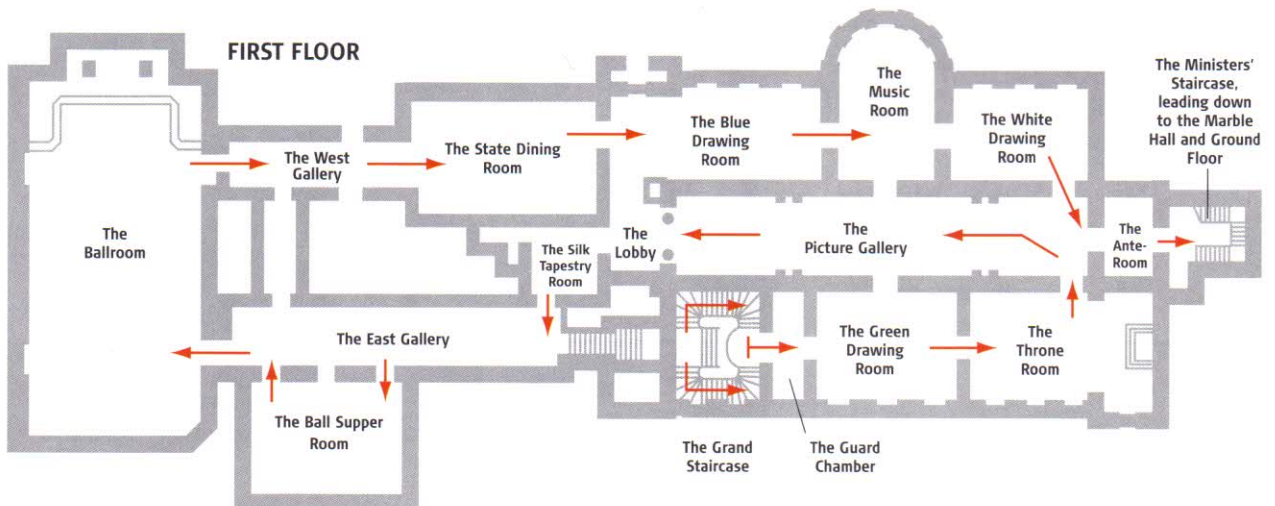 FIRST FLOOR
The
Ballroom
The West
Gallery
The State Dining
Room
The Blue
Drawing
Room
The
Music
Room
The White
Drawing
Room
The Ministers'
Staircase,
leading down
to the Marble
Hall and Ground
Floor
The Silk
Tapestry
Room
The
Lobby
The
Picture Gallery
The
Ante-
Room
The East Gallery
The Green
Drawing
Room
The
Throne
Room
The Ball Supper
Room
The Grand
Staircase
The Guard
Chamber